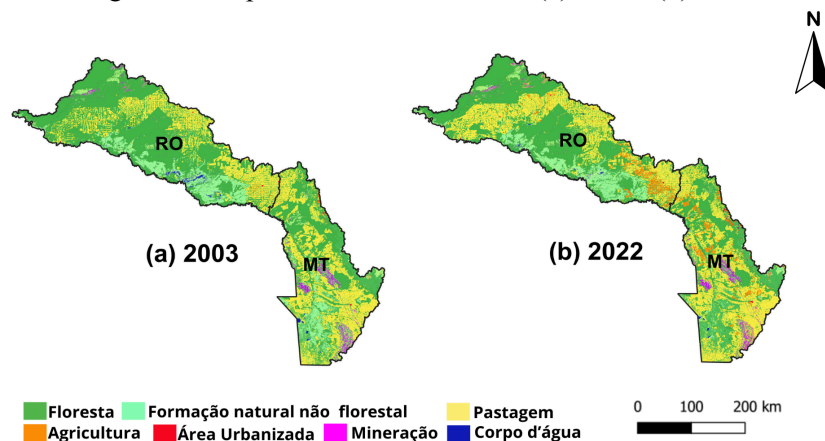 N
RO
RO
(a) 2003
MT
(b) 2022
MT
Floresta Formação natural não florestal Pastagem
Agricultura Área Urbanizada Mineração Corpo d'água
0 100 200 km